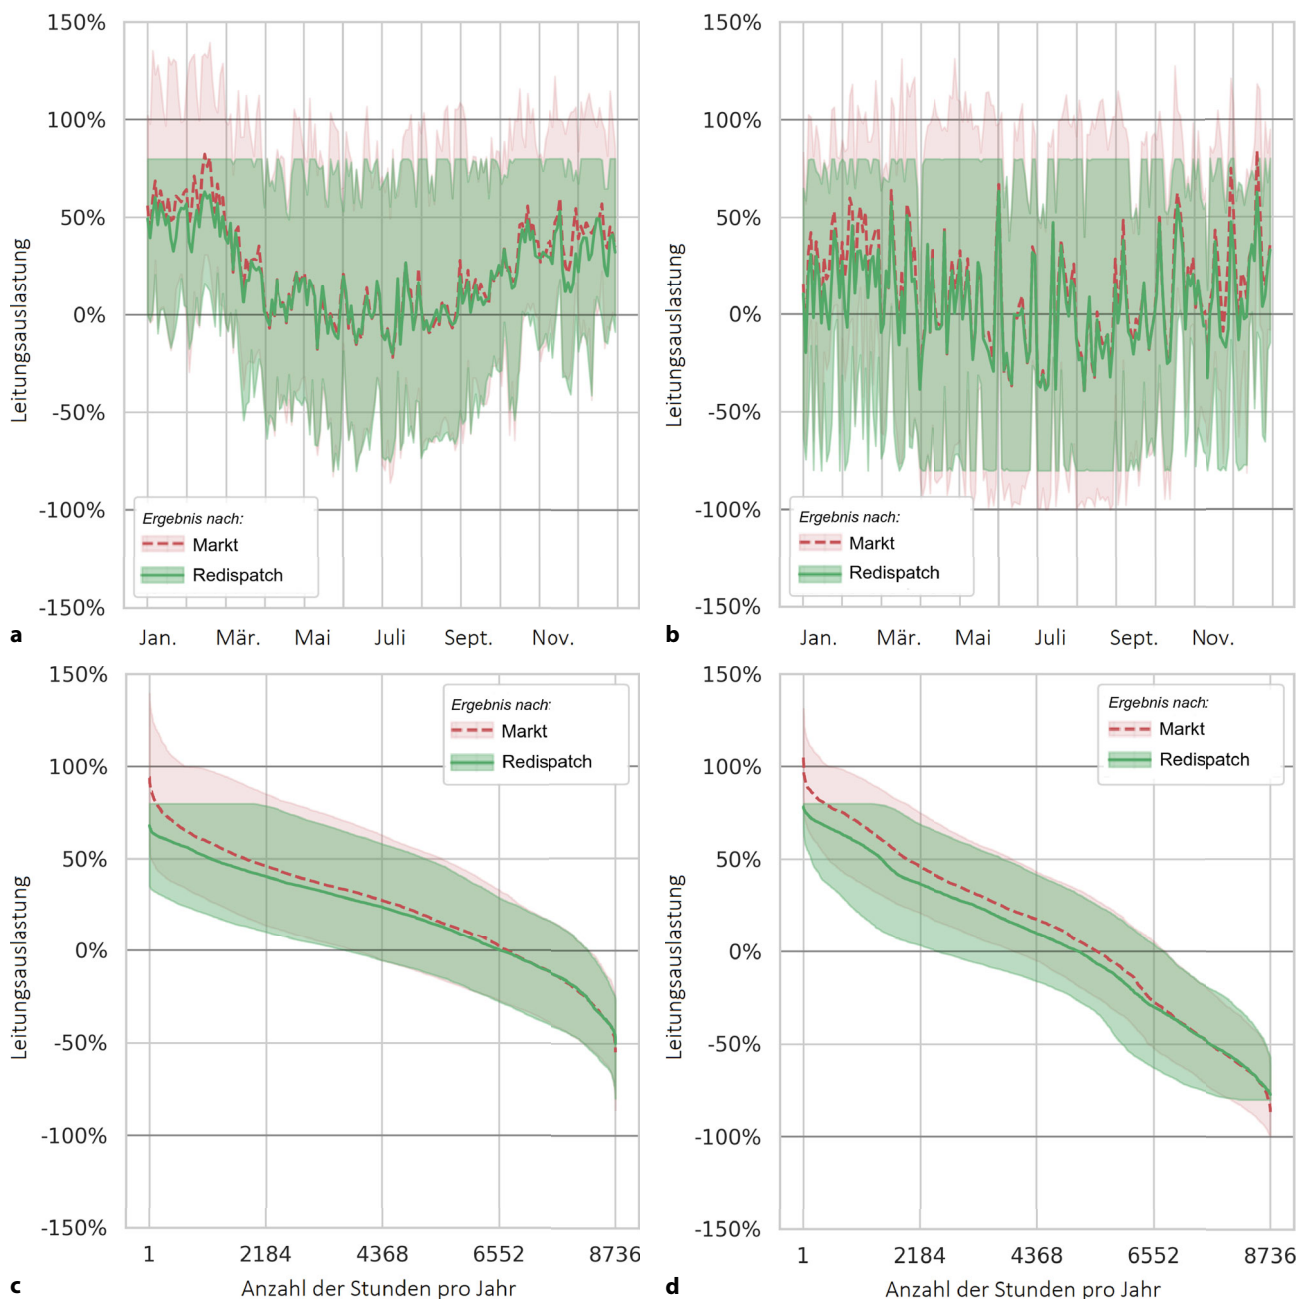 150%
100%
50%
0%
-50%
-100%
-150%
Leitungsauslastung
Ergebnis nach:
Markt
Redispatch
Jan. Mär. Mai Juli Sept. Nov.
a
150%
100%
50%
0%
-50%
-100%
-150%
Leitungsauslastung
Ergebnis nach:
Markt
Redispatch
Jan. Mär. Mai Juli Sept. Nov.
b
150%
100%
50%
0%
-50%
-100%
-150%
Leitungsauslastung
Ergebnis nach:
Markt
Redispatch
1 2184 4368 6552 8736
Anzahl der Stunden pro Jahr
c
150%
100%
50%
0%
-50%
-100%
-150%
Leitungsauslastung
Ergebnis nach:
Markt
Redispatch
1 2184 4368 6552 8736
Anzahl der Stunden pro Jahr
d